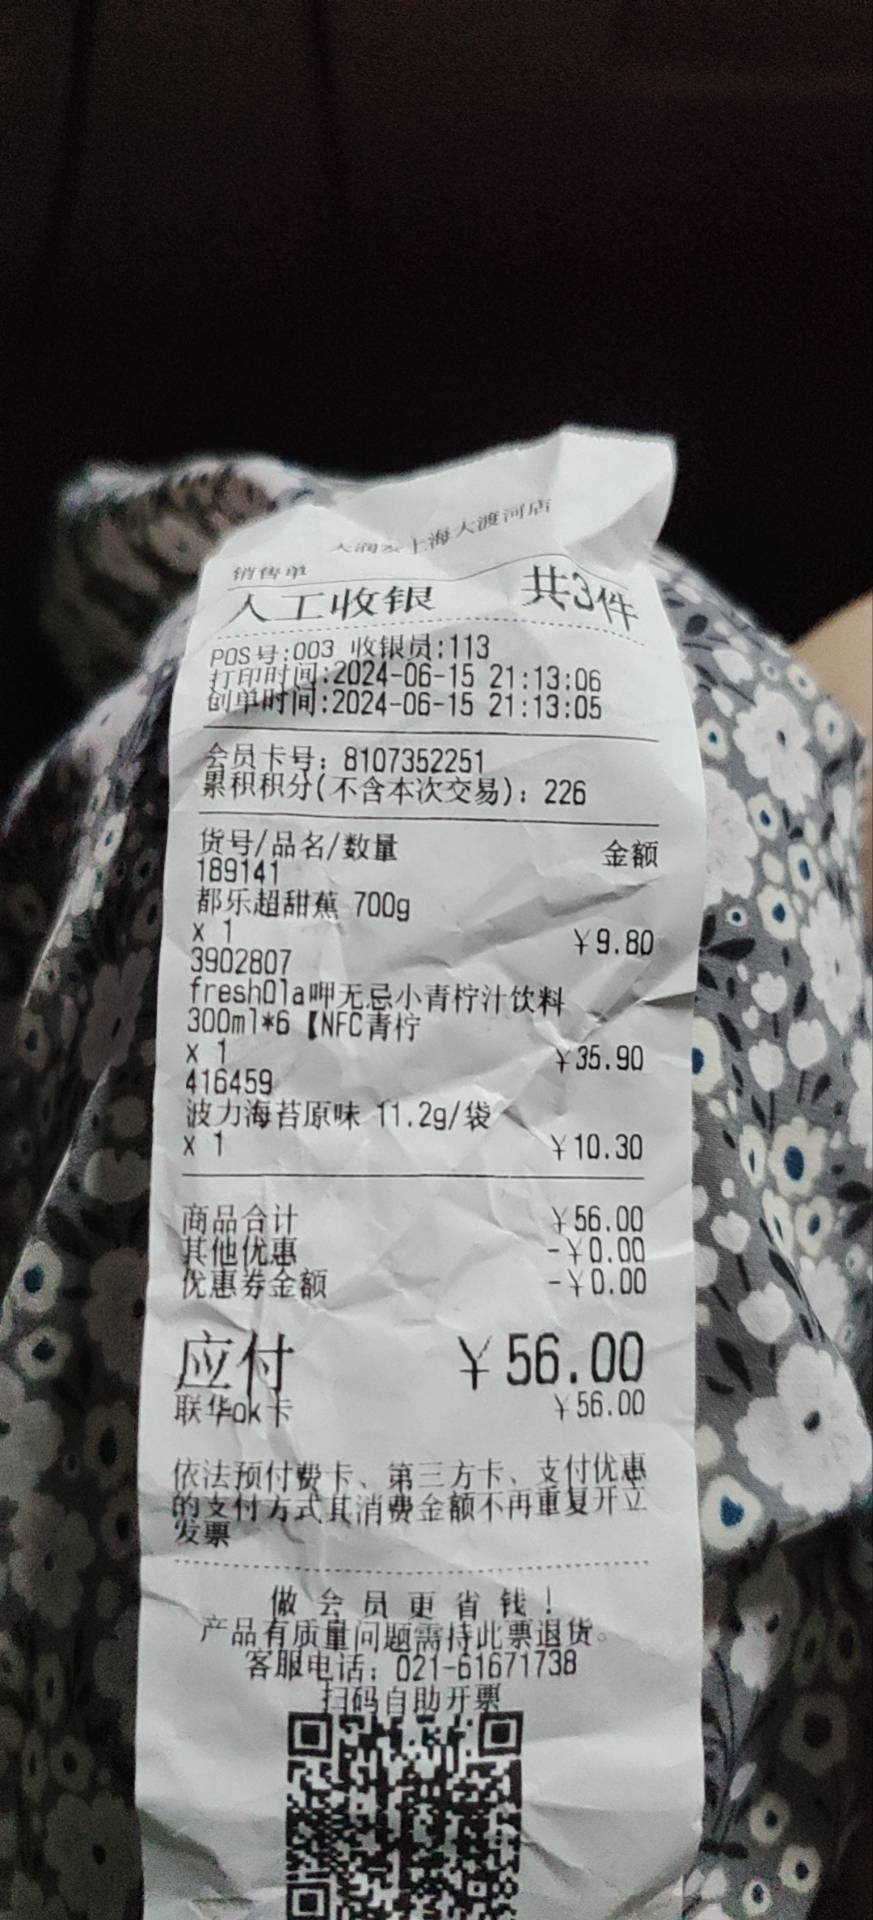 大润发上海大渡河店
销售单
人工收银 共3件
POS号:003 收银员:113
打印时间:2024-06-15 21:13:06
创单时间:2024-06-15 21:13:05
会员卡号: 8107352251
累积积分(不含本次交易): 226
货号/品名/数量 金额
189141
都乐超甜蕉 700g
x 1 ¥9.80
3902807
fresh01a呷无忌小青柠汁饮料
300ml*6【NFC青柠
x 1 ¥35.90
416459
波力海苔原味 11.2g/袋
x 1 ¥10.30
商品合计 ¥56.00
其他优惠 -¥0.00
优惠券金额 -¥0.00
应付 ¥56.00
联华ok卡 ¥56.00
依法预付费卡、第三方卡、支付优惠
的支付方式其消费金额不再重复开立
发票
做会员更省钱!
产品有质量问题需持此票退货。
客服电话: 021-61671738
扫码自助开票